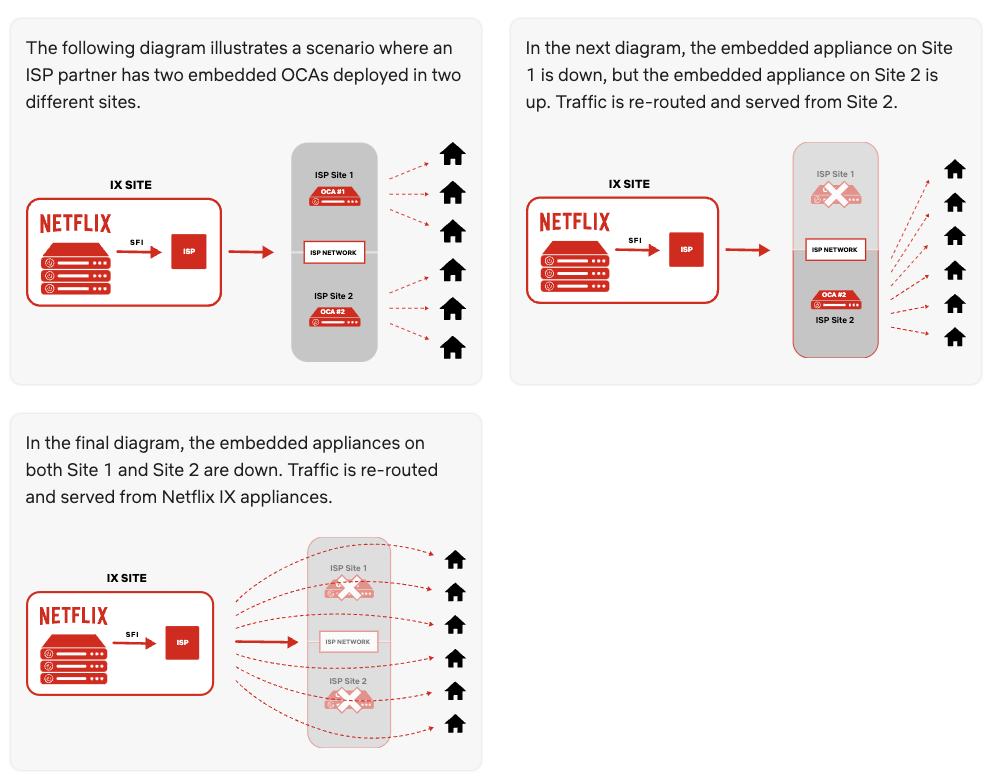 The following diagram illustrates a scenario where an
ISP partner has two embedded OCAs deployed in two
different sites.
IX SITE
NETFLIX
SFI
ISP
ISP Site 1
OCA #1
ISP NETWORK
ISP Site 2
OCA #2
In the next diagram, the embedded appliance on Site
1 is down, but the embedded appliance on Site 2 is
up. Traffic is re-routed and served from Site 2.
IX SITE
NETFLIX
SFI
ISP
ISP Site 1
ISP NETWORK
OCA #2
ISP Site 2
In the final diagram, the embedded appliances on
both Site 1 and Site 2 are down. Traffic is re-routed
and served from Netflix IX appliances.
IX SITE
NETFLIX
SFI
ISP
ISP Site 1
ISP NETWORK
ISP Site 2